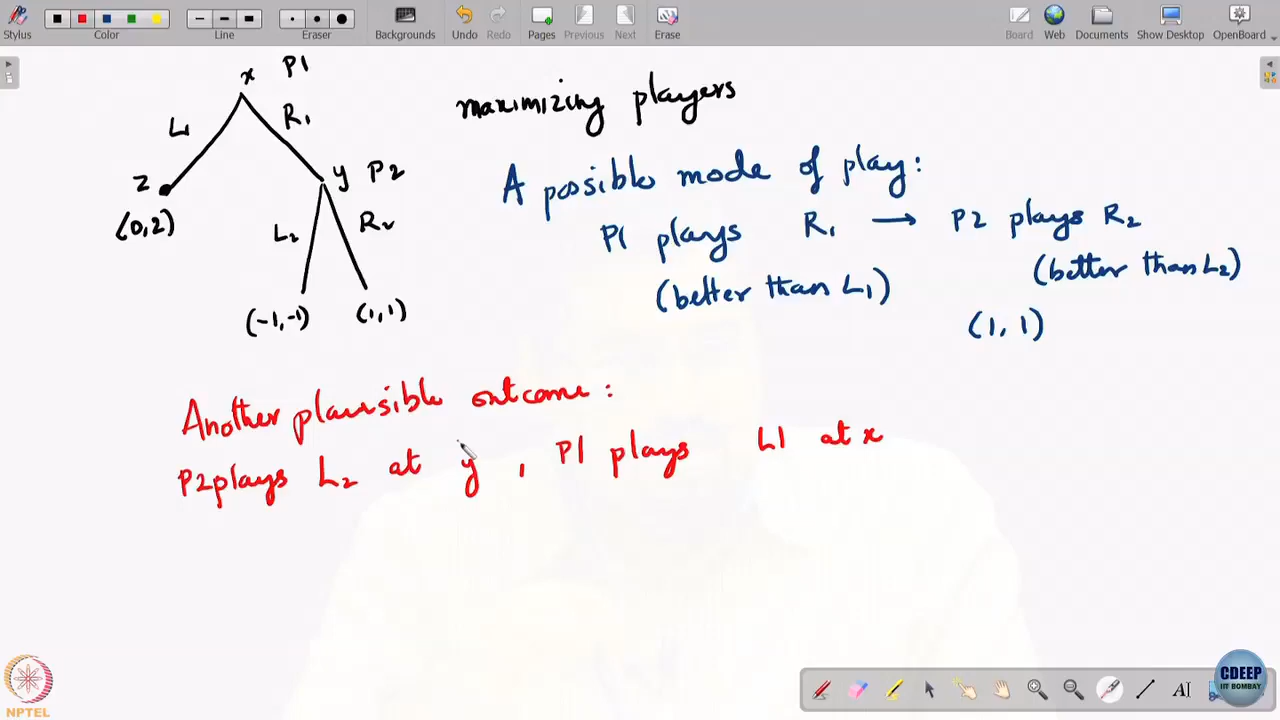 Stylus Color Line Eraser Backgrounds Undo Redo Pages Previous Next Erase Board Web Documents Show Desktop OpenBoard
x P1
L1 R1
z y P2
(0,2)
L2 R2
(-1,-1) (1,1)
maximizing players
A possible mode of play:
P1 plays R1 → P2 plays R2
(better than L1) (better than L2)
(1, 1)
Another plausible outcome:
P2 plays L2 at y, P1 plays L1 at x
NPTEL
CDEEP
IIT BOMBAY